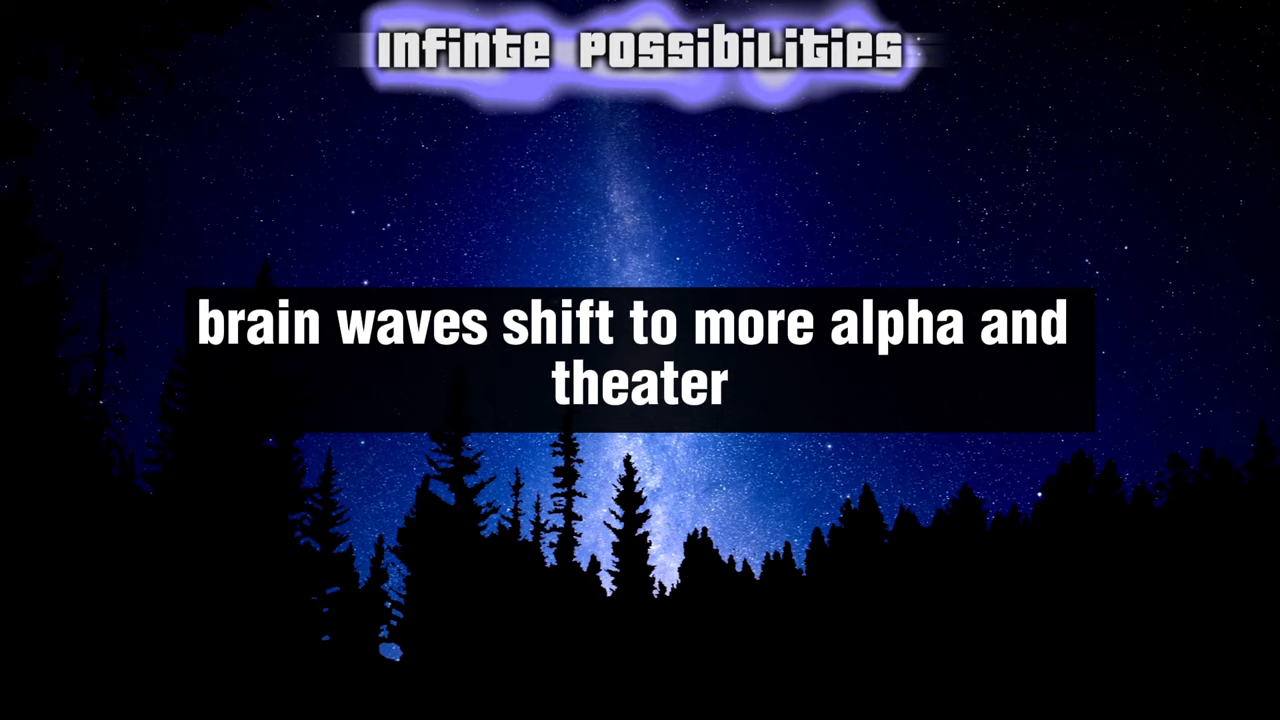 Infinte Possibilities
brain waves shift to more alpha and
theater